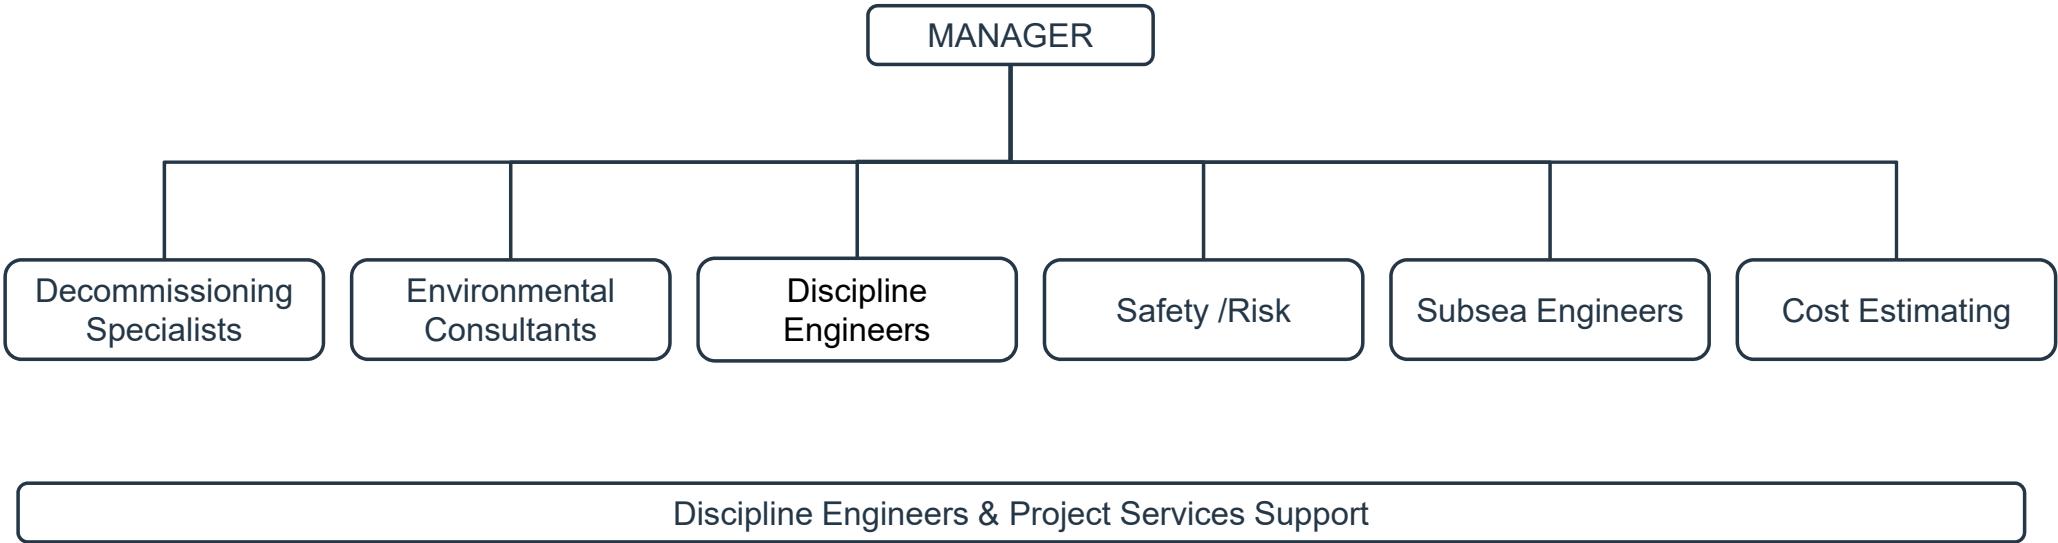 MANAGER
Decommissioning
Specialists
Environmental
Consultants
Discipline
Engineers
Safety /Risk
Subsea Engineers
Cost Estimating
Discipline Engineers & Project Services Support